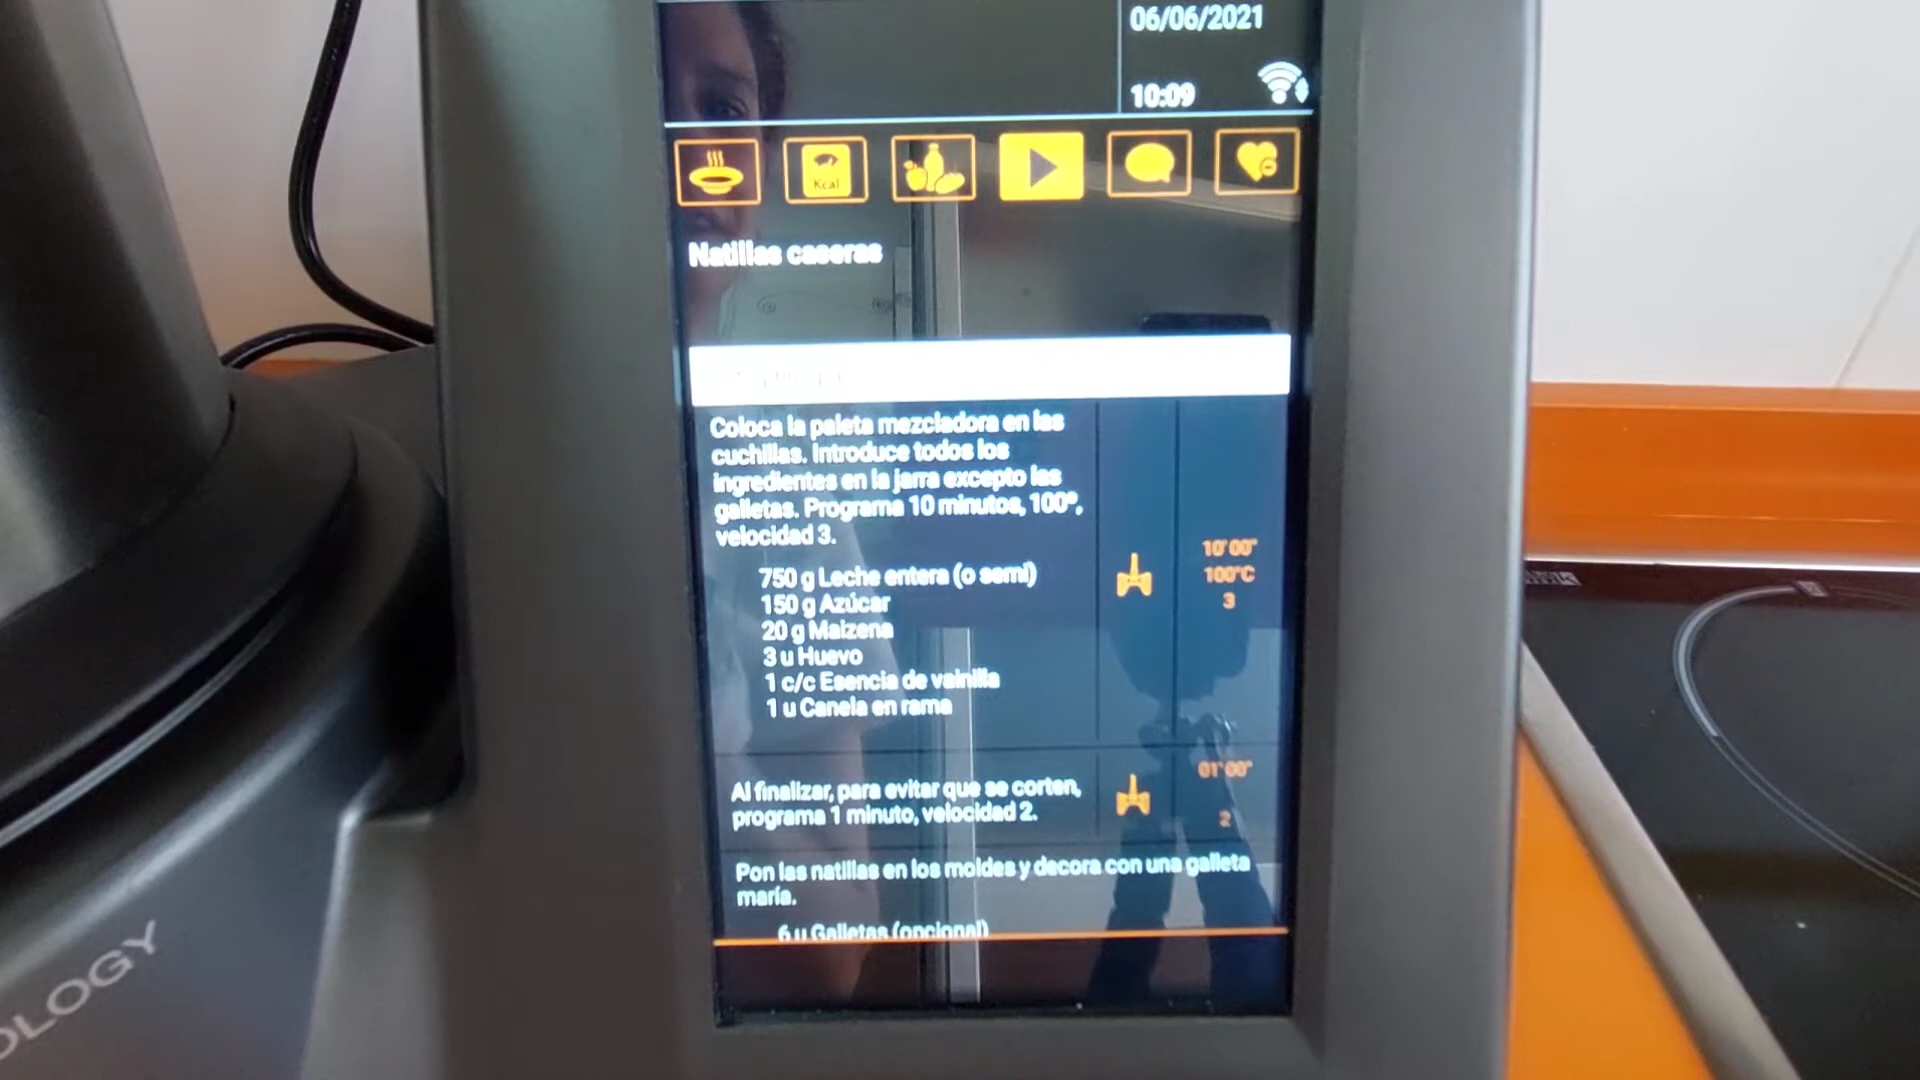 06/06/2021
10:09
Kcal
Natillas caseras
Coloca la paleta mezcladora en las
cuchillas. Introduce todos los
ingredientes en la jarra excepto las
galletas. Programa 10 minutos, 100º,
velocidad 3.
750 g Leche entera (o semi)
150 g Azúcar
20 g Maizena
3 u Huevo
1 c/c Esencia de vainilla
1 u Canela en rama
10'00"
100°C
3
Al finalizar, para evitar que se corten,
programa 1 minuto, velocidad 2.
01'00"
2
Pon las natillas en los moldes y decora con una galleta
maría.
6 u Galletas (opcional)
OLOGY